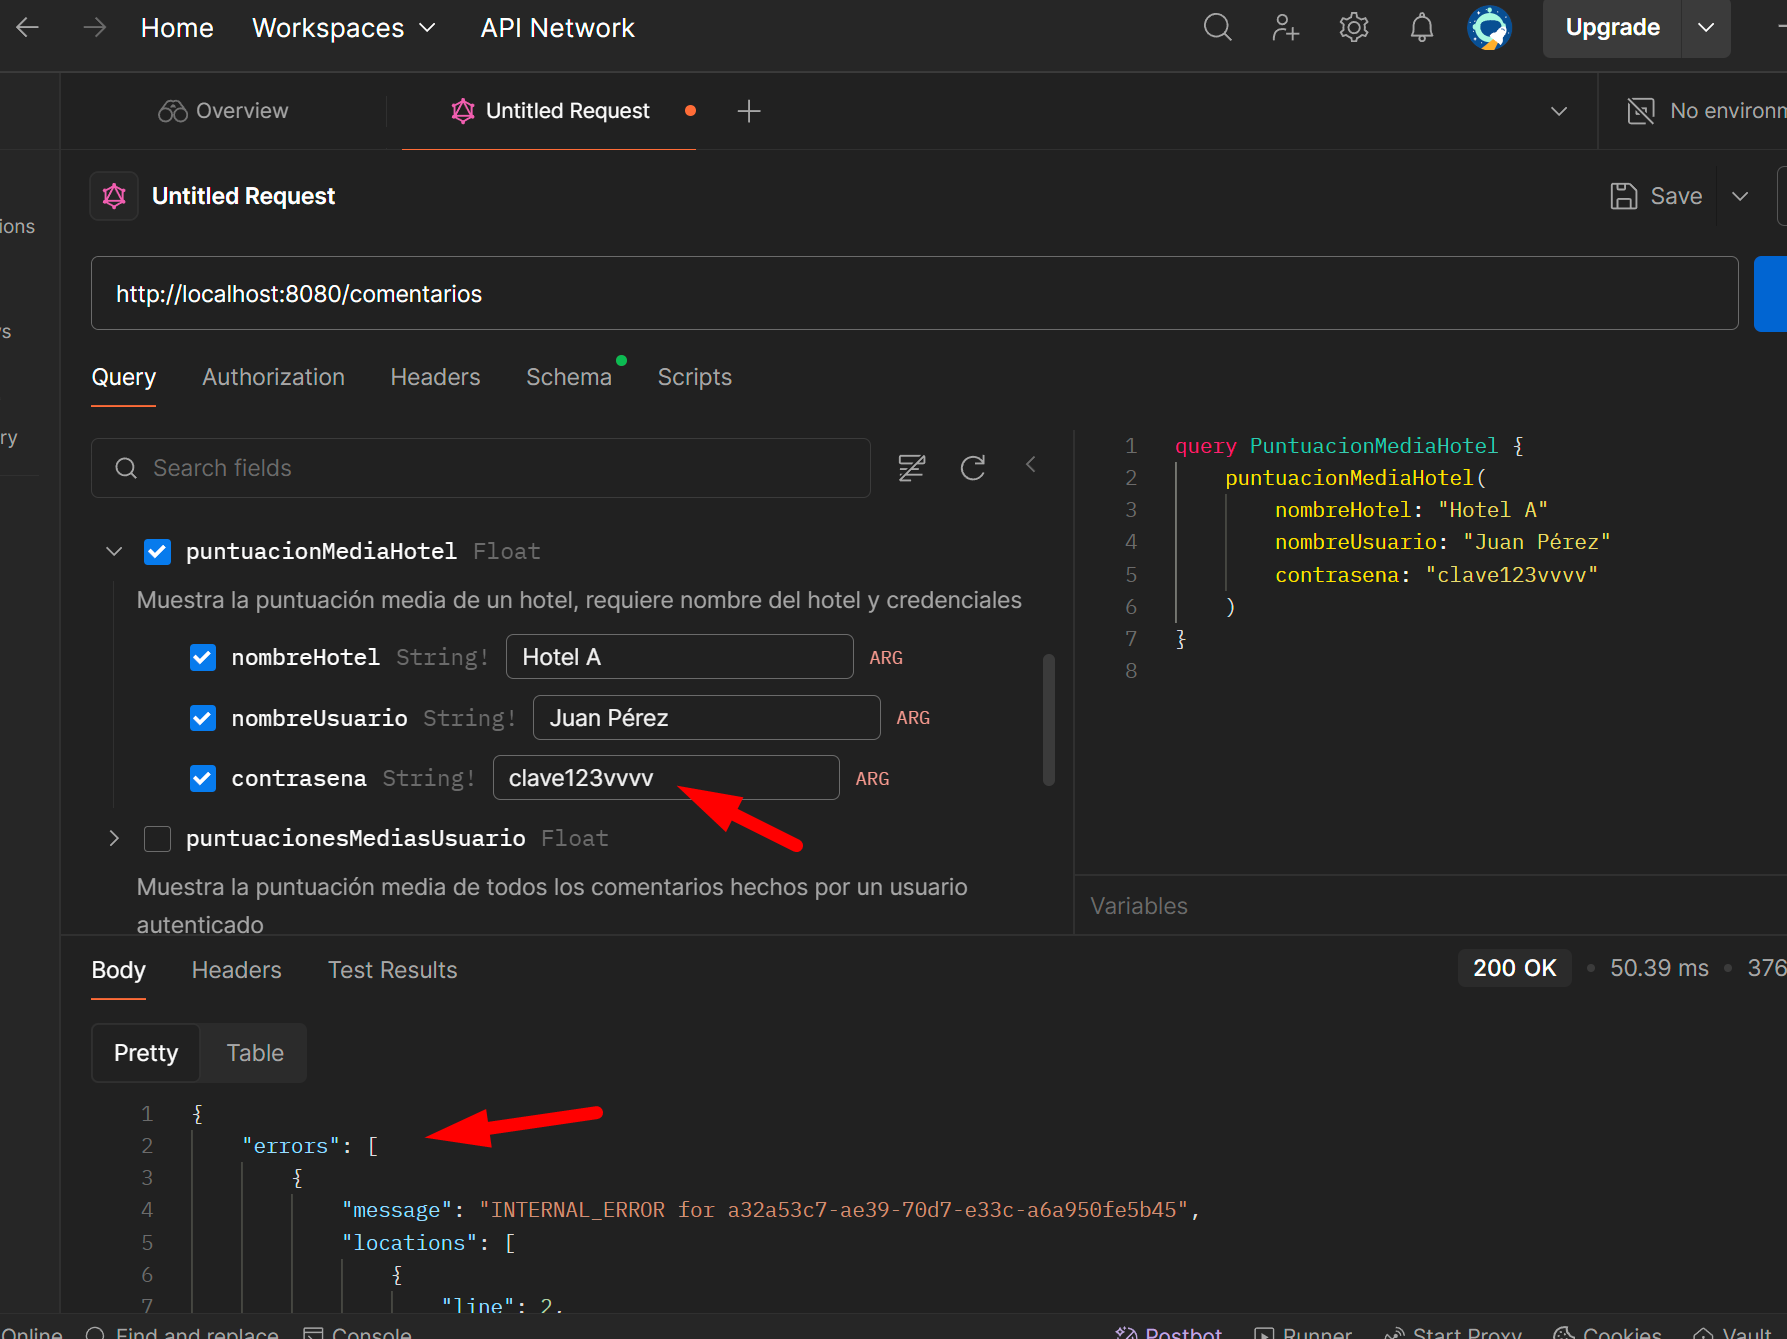 Home Workspaces API Network Upgrade
Overview Untitled Request No environm
Untitled Request Save
ions
http://localhost:8080/comentarios
Query Authorization Headers Schema Scripts
ry
Search fields
puntuacionMediaHotel Float
Muestra la puntuación media de un hotel, requiere nombre del hotel y credenciales
nombreHotel String! Hotel A ARG
nombreUsuario String! Juan Pérez ARG
contrasena String! clave123vvvv ARG
puntuacionesMediasUsuario Float
Muestra la puntuación media de todos los comentarios hechos por un usuario
autenticado
1 query PuntuacionMediaHotel {
2 puntuacionMediaHotel(
3 nombreHotel: "Hotel A"
4 nombreUsuario: "Juan Pérez"
5 contrasena: "clave123vvvv"
6 )
7 }
8
Variables
Body Headers Test Results 200 OK • 50.39 ms • 376
Pretty Table
1 {
2 "errors": [
3 {
4 "message": "INTERNAL_ERROR for a32a53c7-ae39-70d7-e33c-a6a950fe5b45",
5 "locations": [
6 {
7 "line": 2,
Online Find and replace Console Postbot Runner Start Proxy Cookies Vault